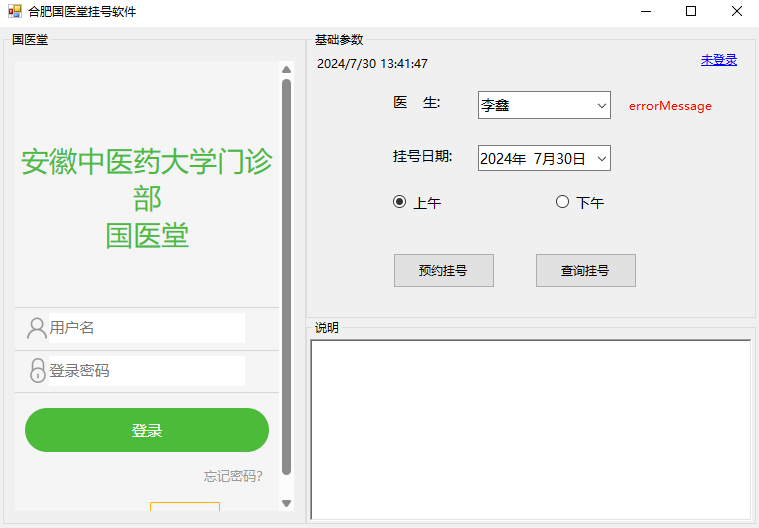 合肥国医堂挂号软件
国医堂
安徽中医药大学门诊
部
国医堂
用户名
登录密码
登录
忘记密码?
基础参数
2024/7/30 13:41:47
未登录
医 生:
李鑫
errorMessage
挂号日期:
2024年 7月30日
上午
下午
预约挂号
查询挂号
说明